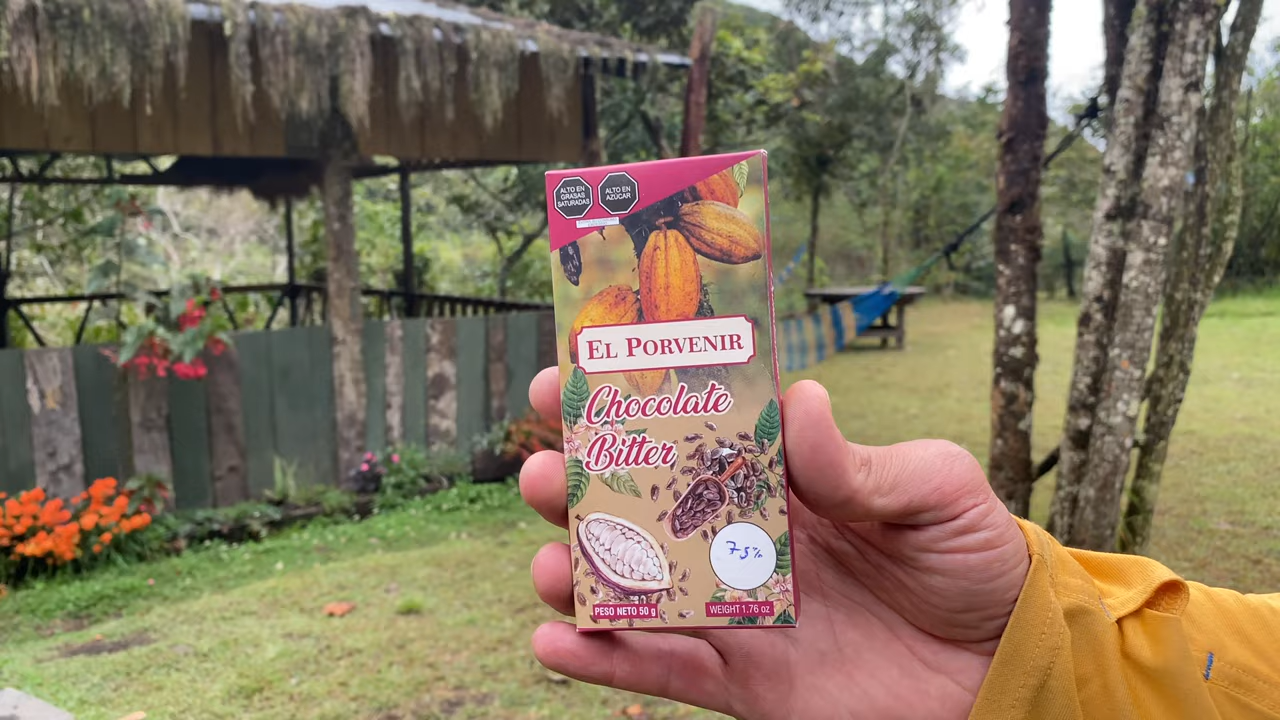 ALTO EN
GRASAS
SATURADAS
ALTO EN
AZÚCAR
EL PORVENIR
Chocolate
Bitter
75%
PESO NETO 50 g
WEIGHT 1.76 oz